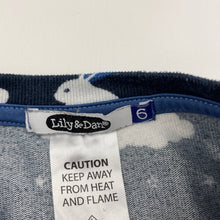 Lily & Dan
6
CAUTION
KEEP AWAY
FROM HEAT
AND FLAME